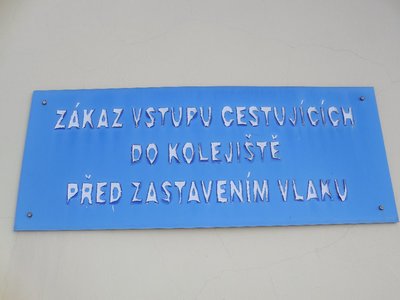 ZÁKAZ VSTUPU CESTUJÍCÍCH
DO KOLEJIŠTĚ
PŘED ZASTAVENÍM VLAKU